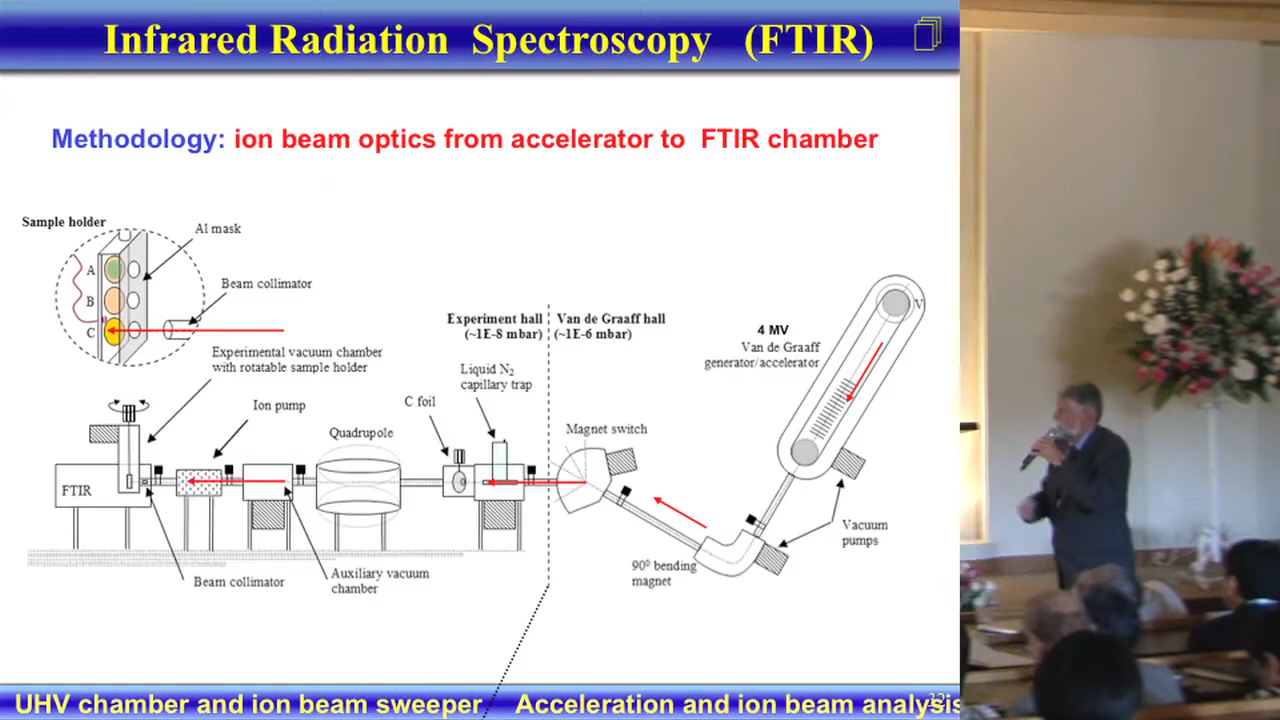 Infrared Radiation Spectroscopy (FTIR)
Methodology: ion beam optics from accelerator to FTIR chamber
Sample holder
Al mask
A
B
C
Beam collimator
Experimental vacuum chamber
with rotatable sample holder
Ion pump
Quadrupole
C foil
Liquid N2
capillary trap
Experiment hall
(~1E-8 mbar)
Van de Graaff hall
(~1E-6 mbar)
Magnet switch
4 MV
Van de Graaff
generator/accelerator
V
FTIR
Beam collimator
Auxiliary vacuum
chamber
90⁰ bending
magnet
Vacuum
pumps
UHV chamber and ion beam sweeper
Acceleration and ion beam analysis